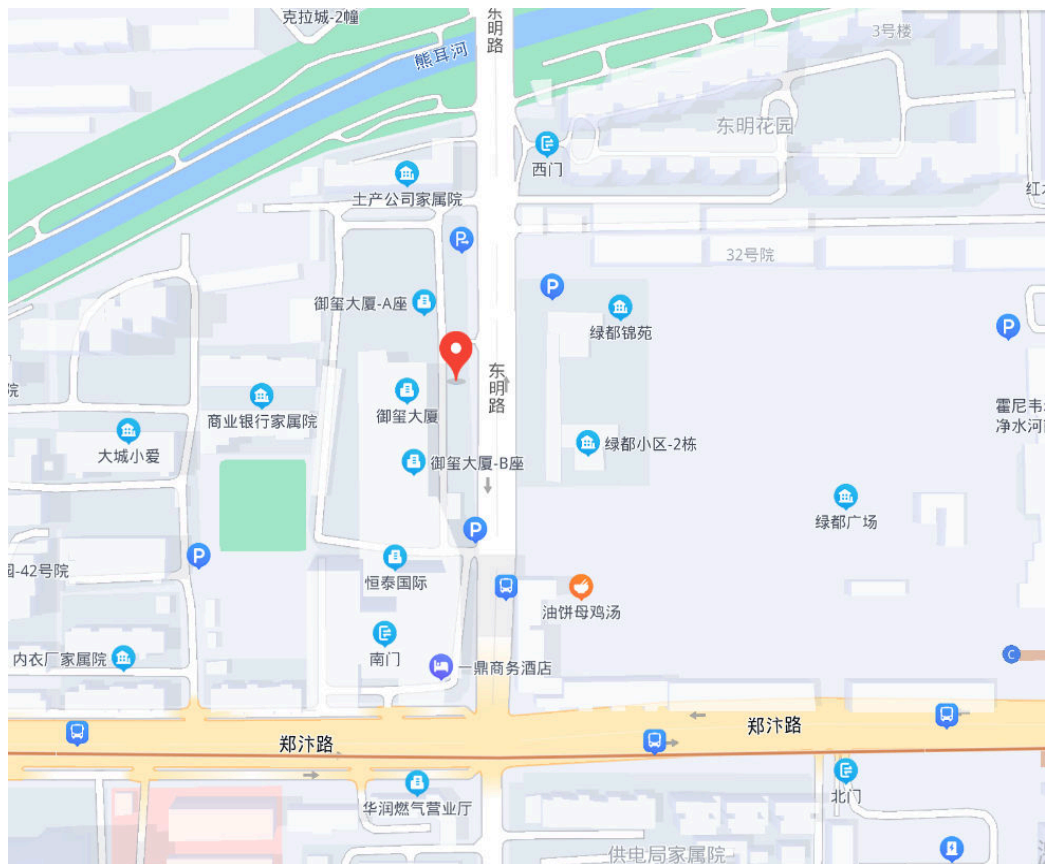 克拉城-2幢
东明路
3号楼
熊耳河
东明花园
西门
土产公司家属院
32号院
御玺大厦-A座
绿都锦苑
东明路
院
御玺大厦
商业银行家属院
大城小爱
御玺大厦-B座
绿都小区-2栋
净水河
绿都广场
P
P
P
P
P
-42号院
恒泰国际
油饼母鸡汤
内衣厂家属院
南门
一鼎商务酒店
C
郑汴路
郑汴路
华润燃气营业厅
北门
供电局家属院